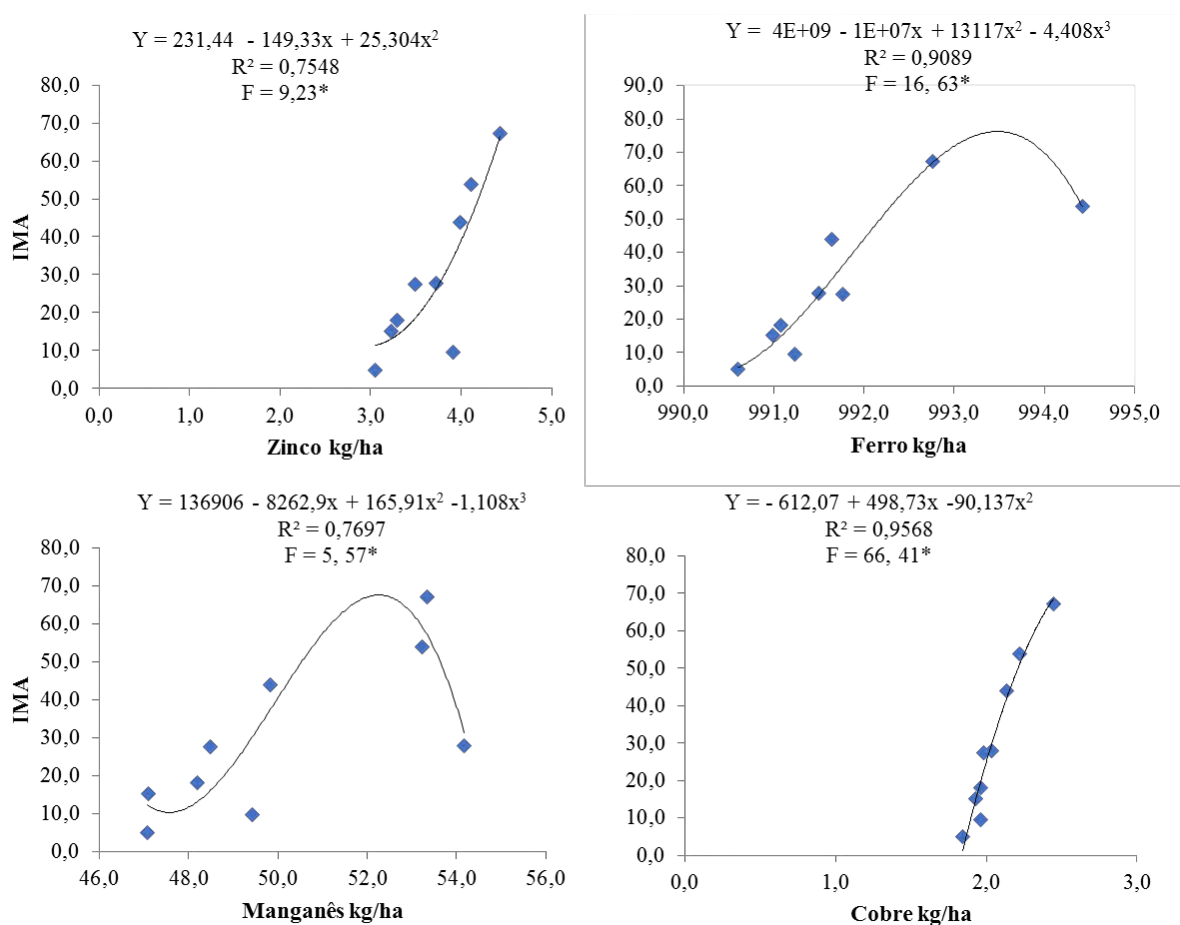 Y = 231,44 - 149,33x + 25,304x²
R² = 0,7548
F = 9,23*
80,0
70,0
60,0
50,0
40,0
30,0
20,0
10,0
0,0
IMA
0,0 1,0 2,0 3,0 4,0 5,0
Zinco kg/ha
Y = 4E+09 - 1E+07x + 13117x² - 4,408x³
R² = 0,9089
F = 16, 63*
90,0
80,0
70,0
60,0
50,0
40,0
30,0
20,0
10,0
0,0
990,0 991,0 992,0 993,0 994,0 995,0
Ferro kg/ha
Y = 136906 - 8262,9x + 165,91x² -1,108x³
R² = 0,7697
F = 5, 57*
80,0
70,0
60,0
50,0
40,0
30,0
20,0
10,0
0,0
IMA
46,0 48,0 50,0 52,0 54,0 56,0
Manganês kg/ha
Y = - 612,07 + 498,73x -90,137x²
R² = 0,9568
F = 66, 41*
80,0
70,0
60,0
50,0
40,0
30,0
20,0
10,0
0,0
0,0 1,0 2,0 3,0
Cobre kg/ha